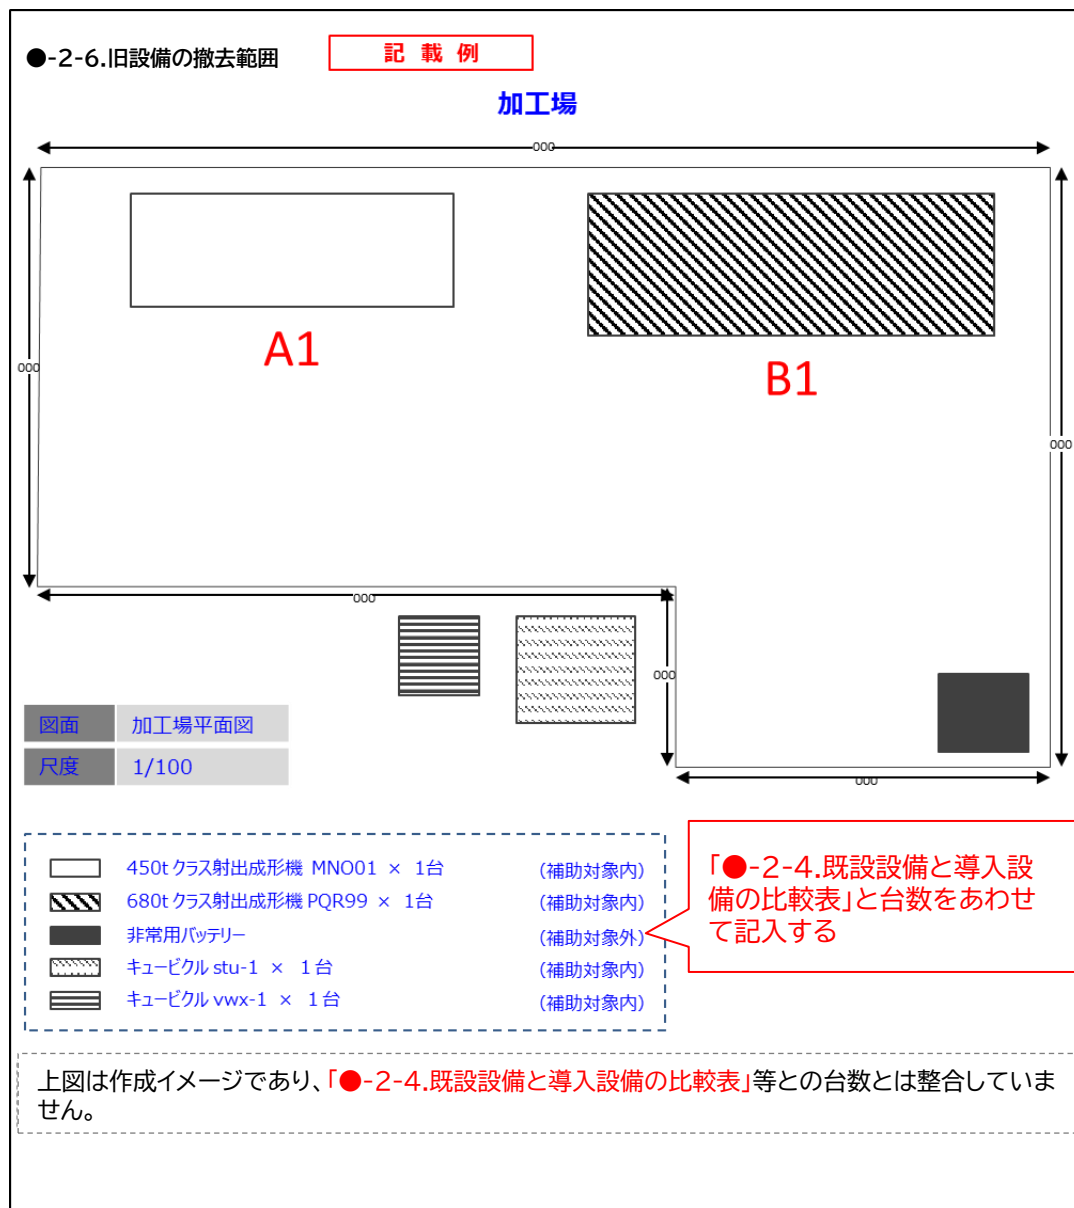 ●-2-6.旧設備の撤去範囲
記 載 例
加工場
000
000
A1
B1
000
000
000
000
図面 加工場平面図
尺度 1/100
450t クラス射出成形機 MNO01 × 1台 (補助対象内)
680t クラス射出成形機 PQR99 × 1台 (補助対象内)
非常用バッテリー (補助対象外)
キュービクル stu-1 × 1台 (補助対象内)
キュービクル vwx-1 × 1台 (補助対象内)
「●-2-4.既設設備と導入設
備の比較表」と台数をあわせ
て記入する
上図は作成イメージであり、「●-2-4.既設設備と導入設備の比較表」等との台数とは整合していま
せん。